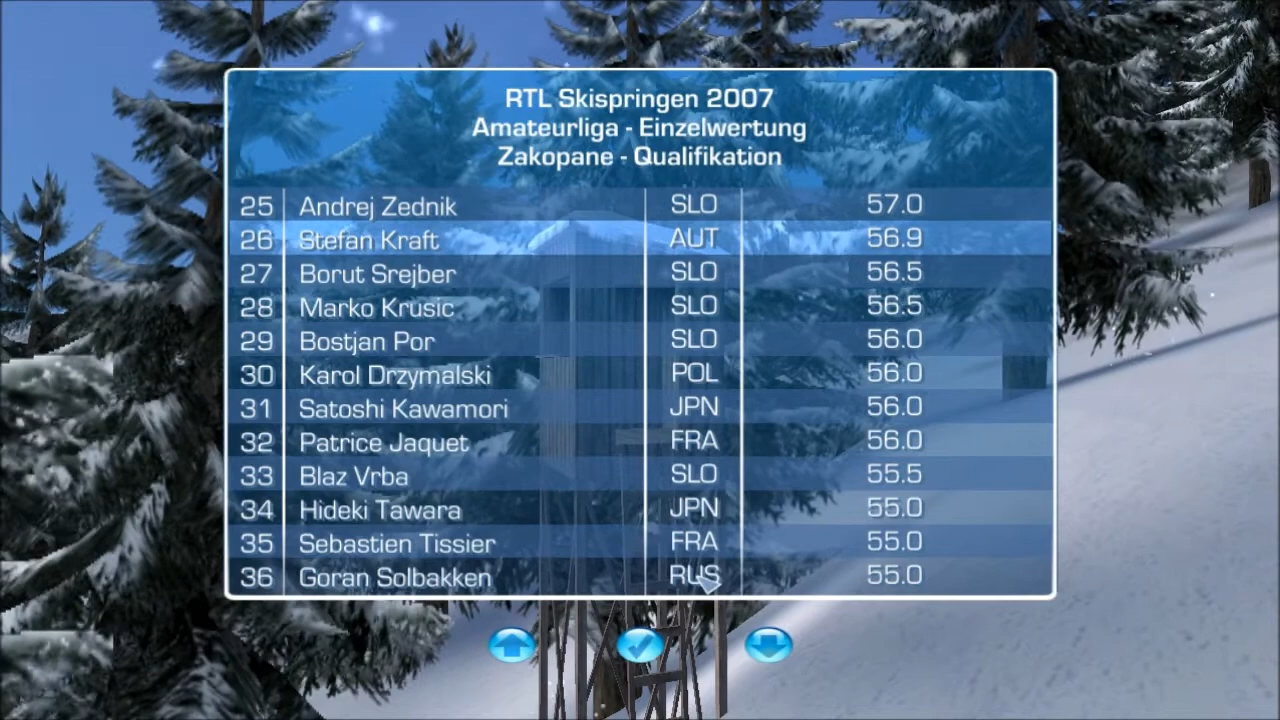 RTL Skispringen 2007
Amateurliga - Einzelwertung
Zakopane - Qualifikation
25 Andrej Zednik SLO 57.0
26 Stefan Kraft AUT 56.9
27 Borut Srejber SLO 56.5
28 Marko Krusic SLO 56.5
29 Bostjan Por SLO 56.0
30 Karol Drzymalski POL 56.0
31 Satoshi Kawamori JPN 56.0
32 Patrice Jaquet FRA 56.0
33 Blaz Vrba SLO 55.5
34 Hideki Tawara JPN 55.0
35 Sebastien Tissier FRA 55.0
36 Goran Solbakken RUS 55.0